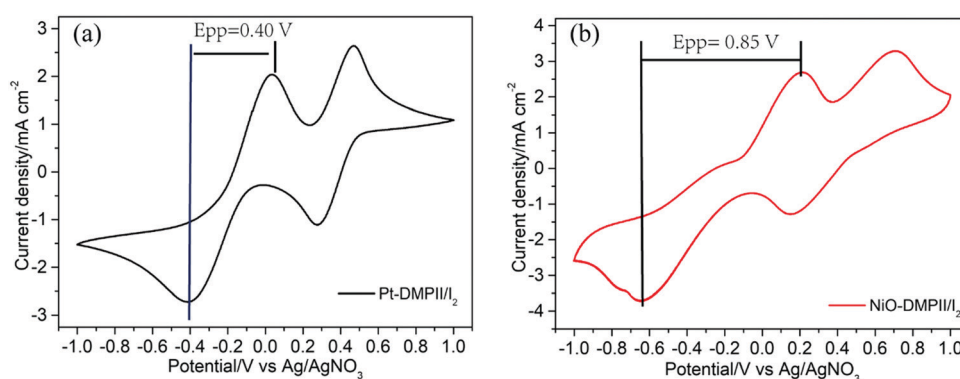 (a)
Epp=0.40 V
3
2
1
0
-1
-2
-3
Current density/mA cm⁻²
Pt-DMPII/I₂
-1.0 -0.8 -0.6 -0.4 -0.2 0.0 0.2 0.4 0.6 0.8 1.0
Potential/V vs Ag/AgNO₃
(b)
Epp= 0.85 V
4
3
2
1
0
-1
-2
-3
-4
Current density/mA cm⁻²
NiO-DMPII/I₂
-1.0 -0.8 -0.6 -0.4 -0.2 0.0 0.2 0.4 0.6 0.8 1.0
Potential/V vs Ag/AgNO₃